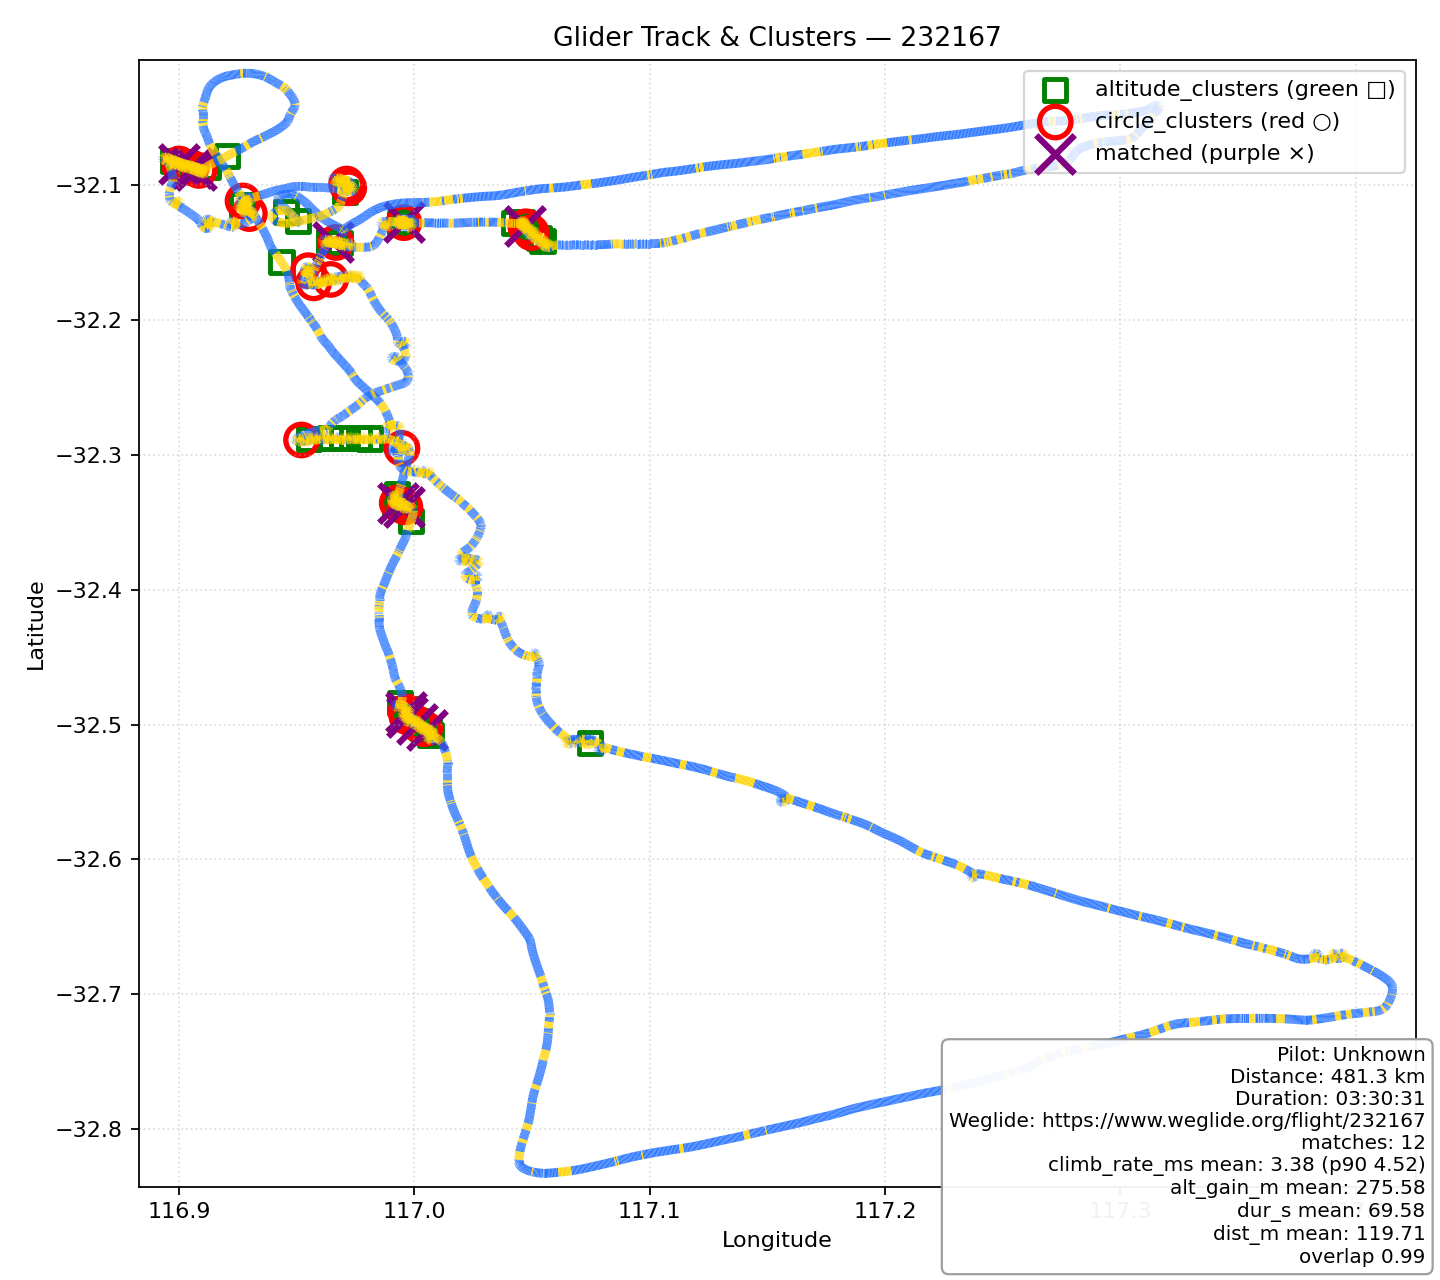 Glider Track & Clusters — 232167
altitude_clusters (green □)
circle_clusters (red ○)
matched (purple ×)
Latitude
−32.1
−32.2
−32.3
−32.4
−32.5
−32.6
−32.7
−32.8
116.9
117.0
117.1
117.2
117.3
Longitude
Pilot: Unknown
Distance: 481.3 km
Duration: 03:30:31
Weglide: https://www.weglide.org/flight/232167
matches: 12
climb_rate_ms mean: 3.38 (p90 4.52)
alt_gain_m mean: 275.58
dur_s mean: 69.58
dist_m mean: 119.71
overlap 0.99